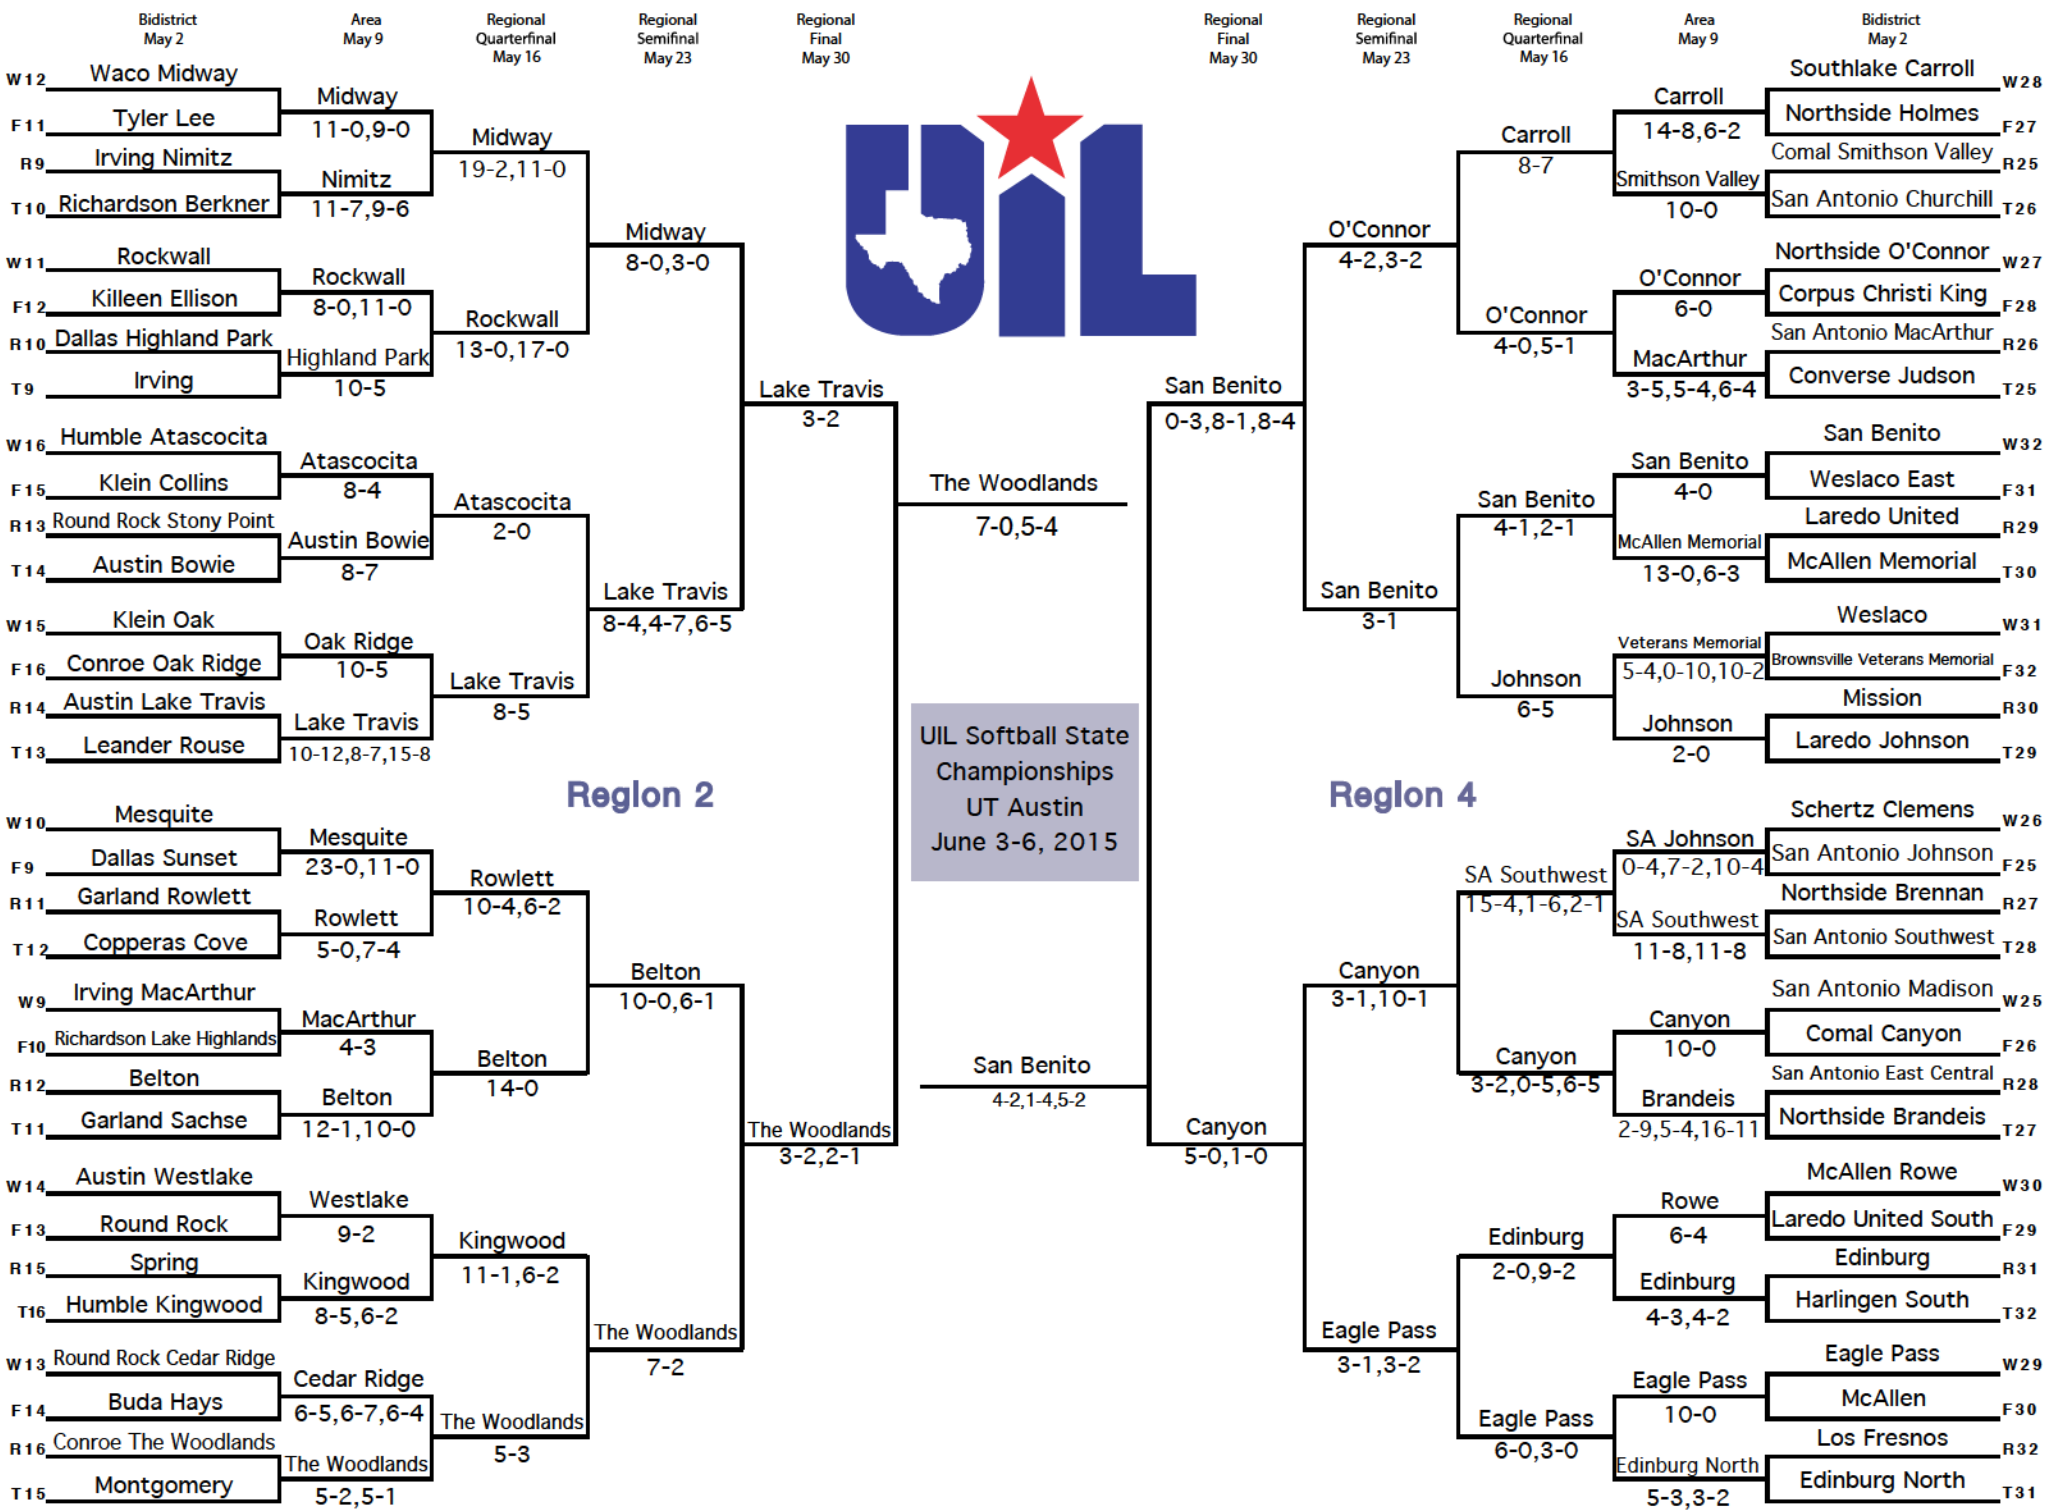 Bidistrict
May 2
Area
May 9
Regional
Quarterfinal
May 16
Regional
Semifinal
May 23
Regional
Final
May 30
Regional
Final
May 30
Regional
Semifinal
May 23
Regional
Quarterfinal
May 16
Area
May 9
Bidistrict
May 2
W12 Waco Midway
F11 Tyler Lee
R9 Irving Nimitz
T10 Richardson Berkner
W11 Rockwall
F12 Killeen Ellison
R10 Dallas Highland Park
T9 Irving
W16 Humble Atascocita
F15 Klein Collins
R13 Round Rock Stony Point
T14 Austin Bowie
W15 Klein Oak
F16 Conroe Oak Ridge
R14 Austin Lake Travis
T13 Leander Rouse
W10 Mesquite
F9 Dallas Sunset
R11 Garland Rowlett
T12 Copperas Cove
W9 Irving MacArthur
F10 Richardson Lake Highlands
R12 Belton
T11 Garland Sachse
W14 Austin Westlake
F13 Round Rock
R15 Spring
T16 Humble Kingwood
W13 Round Rock Cedar Ridge
F14 Buda Hays
R16 Conroe The Woodlands
T15 Montgomery
Midway
11-0,9-0
Nimitz
11-7,9-6
Rockwall
8-0,11-0
Highland Park
10-5
Atascocita
8-4
Austin Bowie
8-7
Oak Ridge
10-5
Lake Travis
10-12,8-7,15-8
Mesquite
23-0,11-0
Rowlett
5-0,7-4
MacArthur
4-3
Belton
12-1,10-0
Westlake
9-2
Kingwood
8-5,6-2
Cedar Ridge
6-5,6-7,6-4
The Woodlands
5-2,5-1
Midway
19-2,11-0
Rockwall
13-0,17-0
Atascocita
2-0
Lake Travis
8-5
Rowlett
10-4,6-2
Belton
14-0
Kingwood
11-1,6-2
The Woodlands
5-3
Midway
8-0,3-0
Lake Travis
8-4,4-7,6-5
Belton
10-0,6-1
The Woodlands
7-2
Region 2
Lake Travis
3-2
The Woodlands
3-2,2-1
UIL
The Woodlands
7-0,5-4
UIL Softball State
Championships
UT Austin
June 3-6, 2015
San Benito
4-2,1-4,5-2
San Benito
0-3,8-1,8-4
Canyon
5-0,1-0
Region 4
O'Connor
4-2,3-2
San Benito
3-1
Canyon
3-1,10-1
Eagle Pass
3-1,3-2
Carroll
8-7
O'Connor
4-0,5-1
San Benito
4-1,2-1
Johnson
6-5
SA Southwest
15-4,1-6,2-1
Canyon
3-2,0-5,6-5
Edinburg
2-0,9-2
Eagle Pass
6-0,3-0
Carroll
14-8,6-2
Smithson Valley
10-0
O'Connor
6-0
MacArthur
3-5,5-4,6-4
San Benito
4-0
McAllen Memorial
13-0,6-3
Veterans Memorial
5-4,0-10,10-2
Johnson
2-0
SA Johnson
0-4,7-2,10-4
SA Southwest
11-8,11-8
Canyon
10-0
Brandeis
2-9,5-4,16-11
Rowe
6-4
Edinburg
4-3,4-2
Eagle Pass
10-0
Edinburg North
5-3,3-2
Southlake Carroll W28
Northside Holmes F27
Comal Smithson Valley R25
San Antonio Churchill T26
Northside O'Connor W27
Corpus Christi King F28
San Antonio MacArthur R26
Converse Judson T25
San Benito W32
Weslaco East F31
Laredo United R29
McAllen Memorial T30
Weslaco W31
Brownsville Veterans Memorial F32
Mission R30
Laredo Johnson T29
Schertz Clemens W26
San Antonio Johnson F25
Northside Brennan R27
San Antonio Southwest T28
San Antonio Madison W25
Comal Canyon F26
San Antonio East Central R28
Northside Brandeis T27
McAllen Rowe W30
Laredo United South F29
Edinburg R31
Harlingen South T32
Eagle Pass W29
McAllen F30
Los Fresnos R32
Edinburg North T31